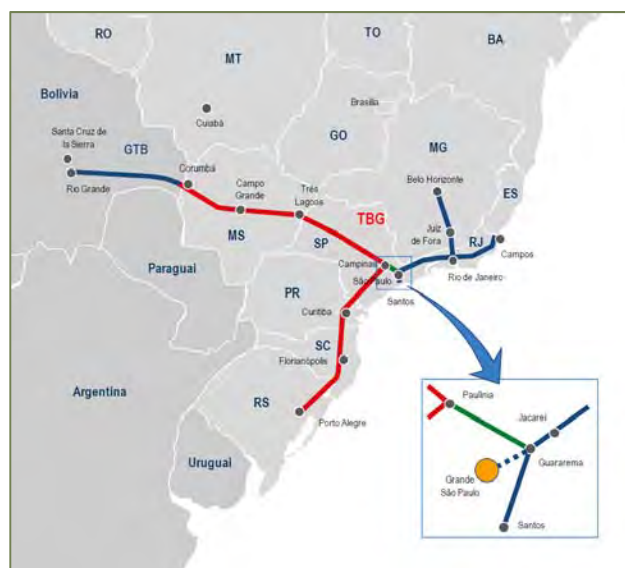 RO
TO
BA
MT
Bolivia
Brasília
Cuiabá
GO
Santa Cruz de
la Sierra
GTB
MG
Corumbá
Belo Horizonte
Rio Grande
Campo
Grande
Três
Lagoas
ES
TBG
Juiz
de Fora
RJ
MS
SP
Campos
Paraguai
Campinas
São Paulo
Rio de Janeiro
PR
Santos
Curitiba
SC
Florianópolis
Argentina
RS
Porto Alegre
Uruguai
Paulínia
Jacareí
Guararema
Grande
São Paulo
Santos